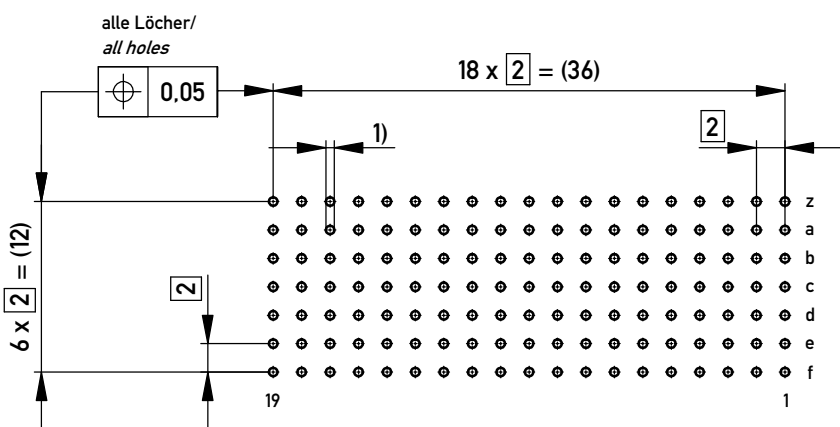 alle Löcher/
all holes
0,05
18 x 2 = (36)
1)
2
z
a
b
c
d
e
f
6 x 2 = (12)
2
19
1